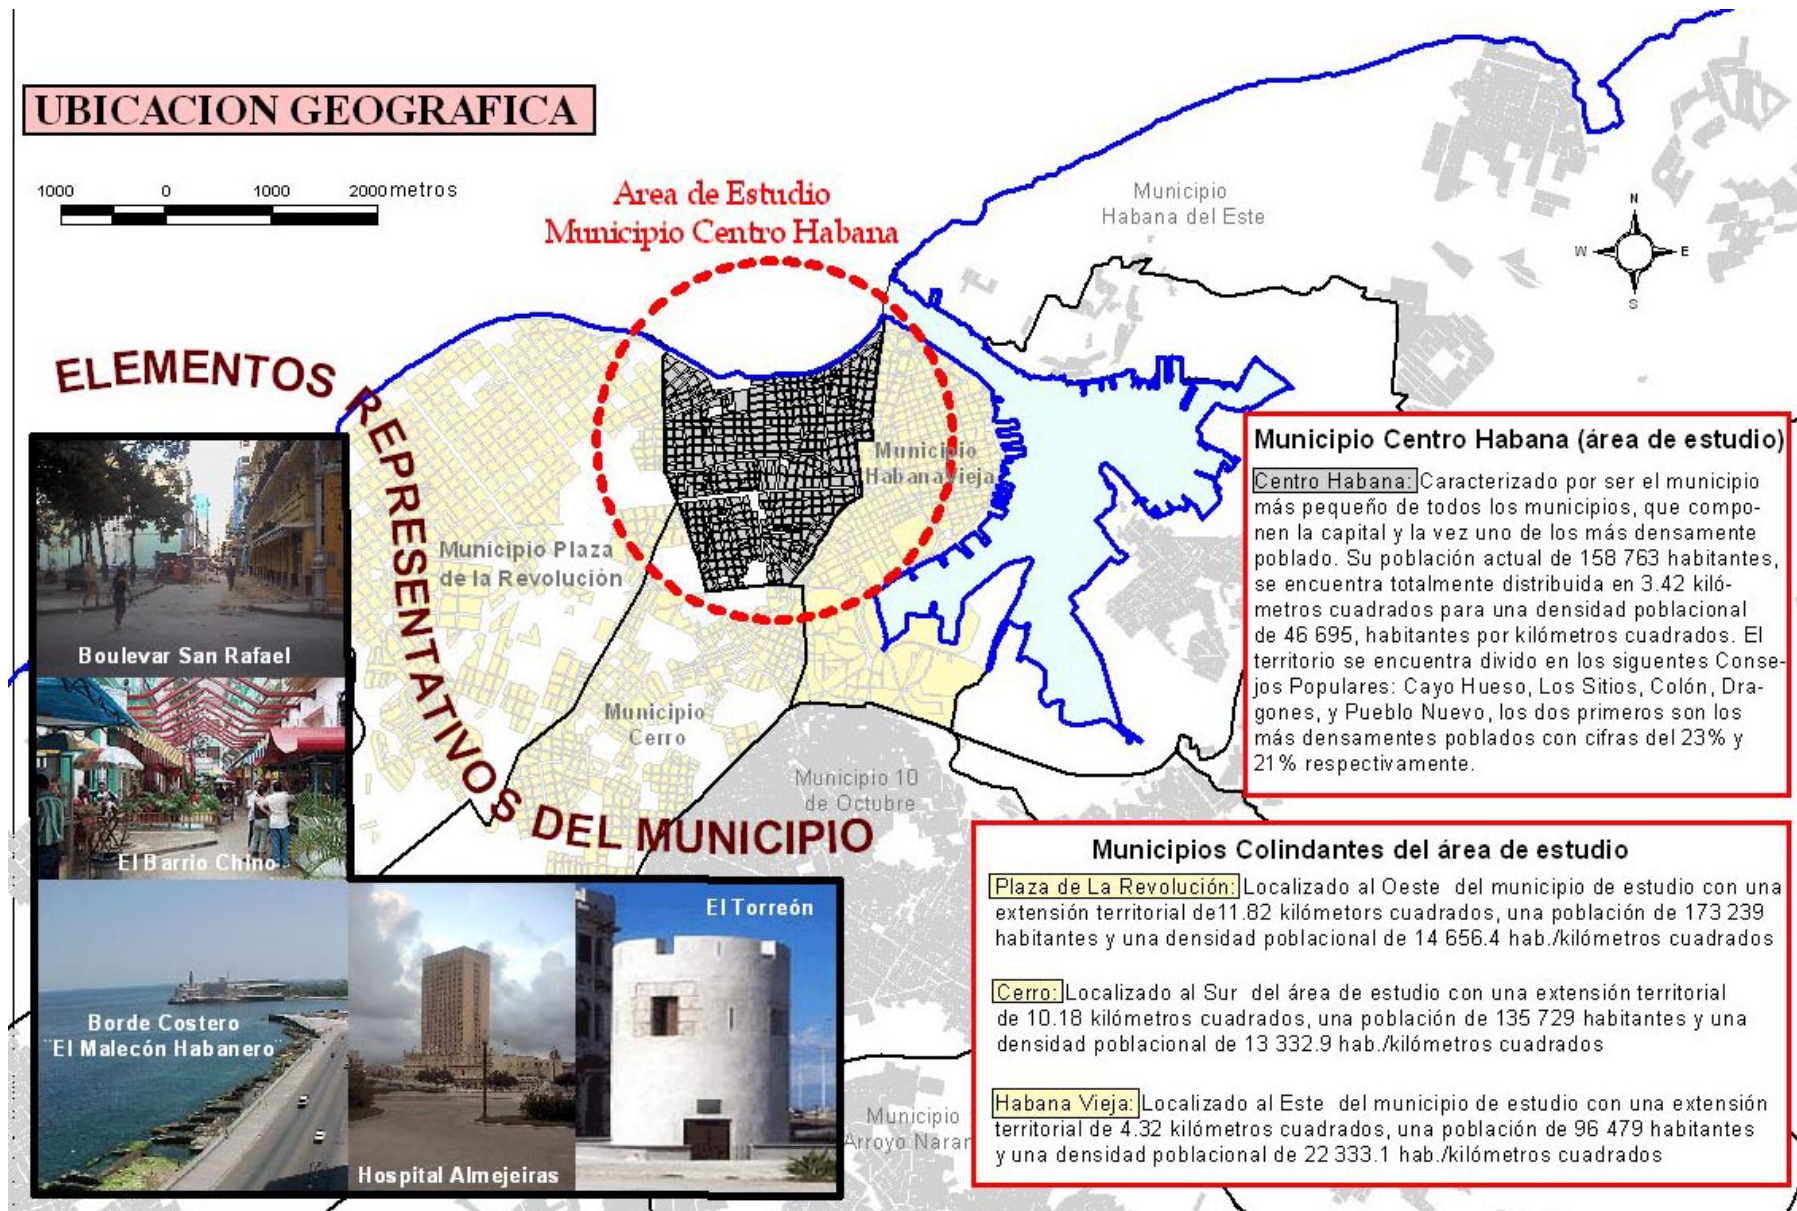 UBICACION GEOGRAFICA
1000 0 1000 2000 metros
Area de Estudio
Municipio Centro Habana
Municipio
Habana del Este
N
W E
S
ELEMENTOS REPRESENTATIVOS DEL MUNICIPIO
Municipio
Habana Vieja
Municipio Plaza
de la Revolución
Municipio
Cerro
Municipio 10
de Octubre
Municipio
Arroyo Naran
Boulevar San Rafael
El Barrio Chino
Borde Costero
¨El Malecón Habanero¨
Hospital Almejeiras
El Torreón
Municipio Centro Habana (área de estudio)
Centro Habana: Caracterizado por ser el municipio
más pequeño de todos los municipios, que compo-
nen la capital y la vez uno de los más densamente
poblado. Su población actual de 158 763 habitantes,
se encuentra totalmente distribuida en 3.42 kiló-
metros cuadrados para una densidad poblacional
de 46 695, habitantes por kilómetros cuadrados. El
territorio se encuentra divido en los siguentes Conse-
jos Populares: Cayo Hueso, Los Sitios, Colón, Dra-
gones, y Pueblo Nuevo, los dos primeros son los
más densamentes poblados con cifras del 23% y
21% respectivamente.
Municipios Colindantes del área de estudio
Plaza de La Revolución: Localizado al Oeste del municipio de estudio con una
extensión territorial de11.82 kilómetors cuadrados, una población de 173 239
habitantes y una densidad poblacional de 14 656.4 hab./kilómetros cuadrados
Cerro: Localizado al Sur del área de estudio con una extensión territorial
de 10.18 kilómetros cuadrados, una población de 135 729 habitantes y una
densidad poblacional de 13 332.9 hab./kilómetros cuadrados
Habana Vieja: Localizado al Este del municipio de estudio con una extensión
territorial de 4.32 kilómetros cuadrados, una población de 96 479 habitantes
y una densidad poblacional de 22 333.1 hab./kilómetros cuadrados